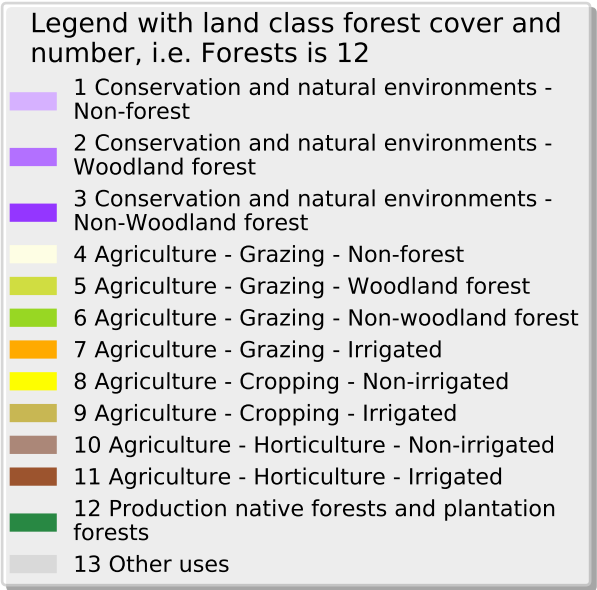 Legend with land class forest cover and
number, i.e. Forests is 12
1 Conservation and natural environments -
Non-forest
2 Conservation and natural environments -
Woodland forest
3 Conservation and natural environments -
Non-Woodland forest
4 Agriculture - Grazing - Non-forest
5 Agriculture - Grazing - Woodland forest
6 Agriculture - Grazing - Non-woodland forest
7 Agriculture - Grazing - Irrigated
8 Agriculture - Cropping - Non-irrigated
9 Agriculture - Cropping - Irrigated
10 Agriculture - Horticulture - Non-irrigated
11 Agriculture - Horticulture - Irrigated
12 Production native forests and plantation
forests
13 Other uses